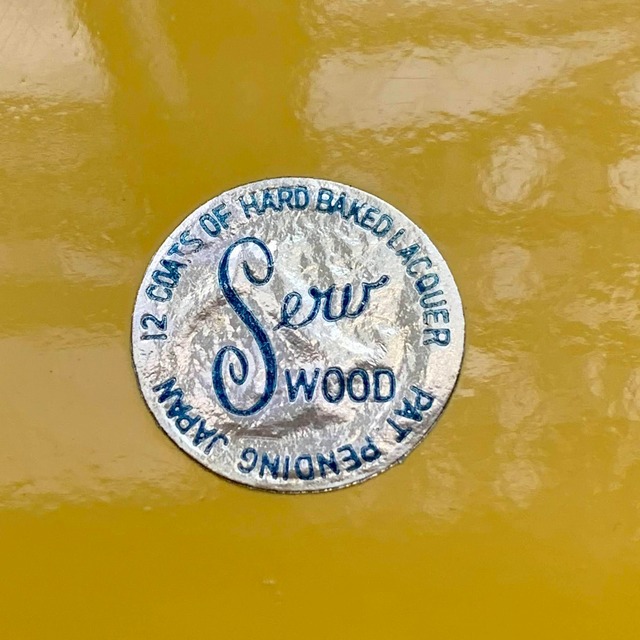 12 COATS OF HARD BAKED LACQUER
Serv
WOOD
PAT PENDING JAPAN